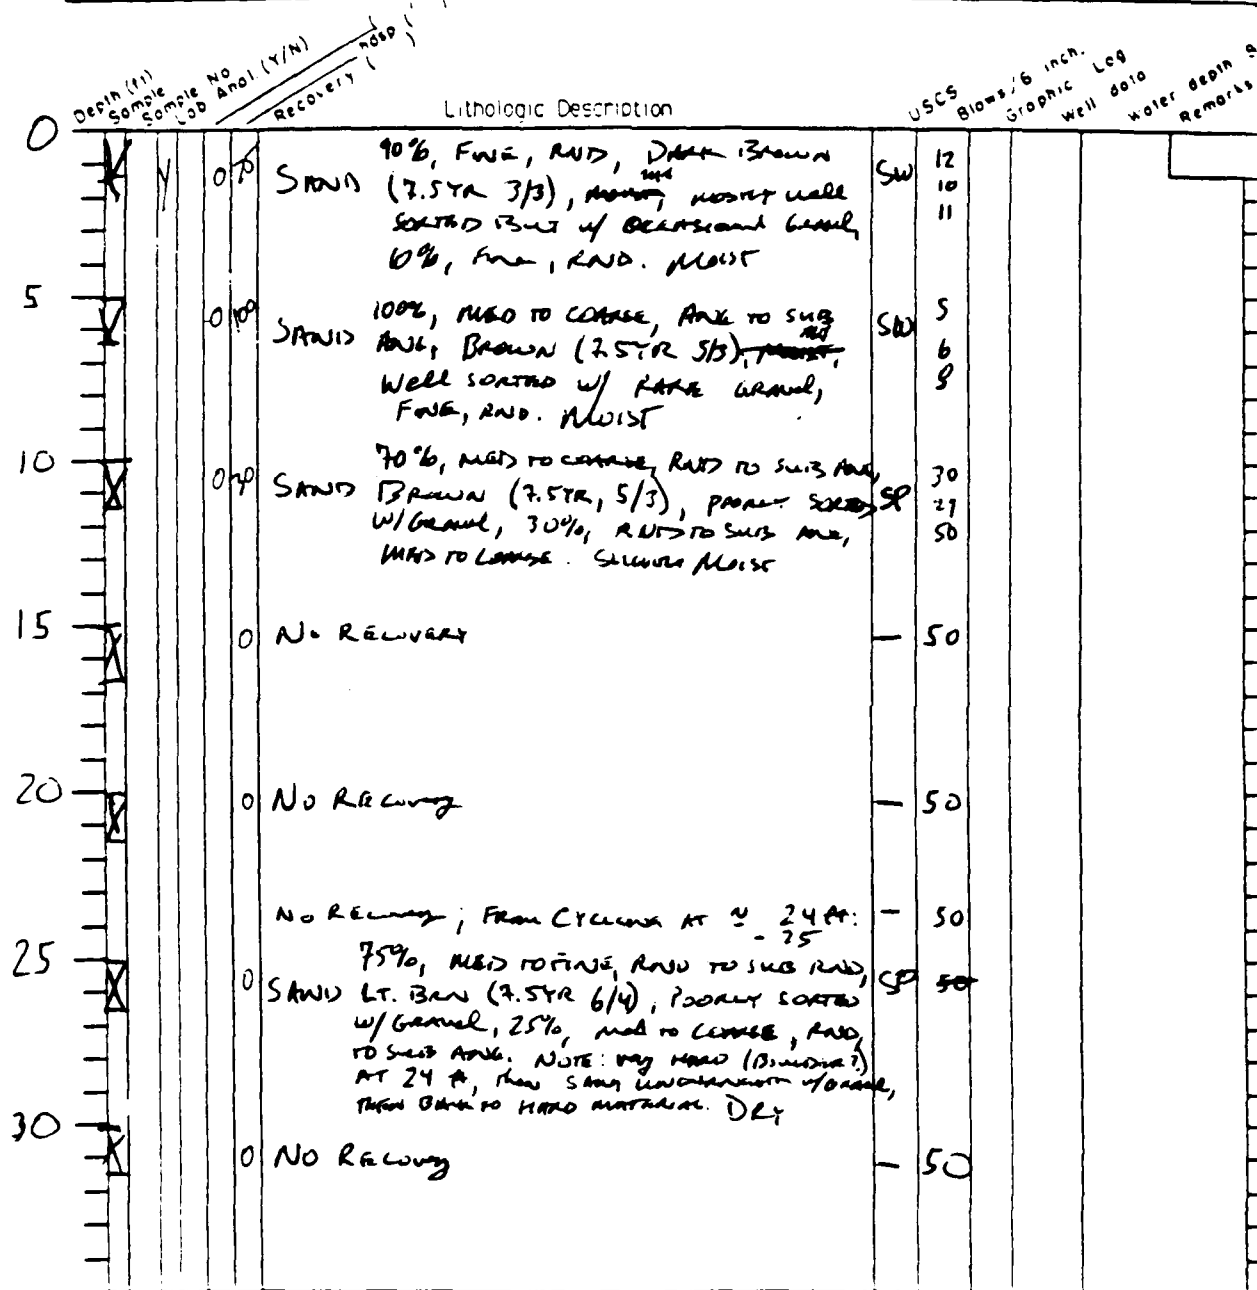 Depth (ft) Sample Sample No Lab Anal. (Y/N) hdsp ( ) Recovery ( ) Lithologic Description USCS Blows/6 inch. Graphic Log Well data Water depth Remarks
0
Y 0 70 SAND 90%, FINE, RND, DARK BROWN SW 12
(7.5YR 3/3), MOSTLY WELL 10
SORTED BUT W/ OCCASIONAL GRAVEL, 11
10%, FINE, RND. MOIST
5
0 100 SAND 100%, MED TO COARSE, ANG TO SUB SW 5
ANG, BROWN (7.5YR 5/3), 6
WELL SORTED W/ RARE GRAVEL, 8
FINE, RND. MOIST
10
0 SAND 70%, MED TO COARSE, RND TO SUB ANG, SP 30
BROWN (7.5YR, 5/3), POORLY SORTED 29
W/GRAVEL, 30%, RND TO SUB ANG, 50
MED TO COARSE. MOIST
15
0 NO RECOVERY — 50
20
0 NO RECOVERY — 50
NO RECOVERY; FROM AT ~ 24 FT. - 50
- 25
25
0 SAND 75%, MED TO FINE, RND TO SUB RND, SP 50
LT. BRN (7.5YR 6/4), POORLY SORTED
W/GRAVEL, 25%, MED TO COARSE, RND,
TO SUB ANG. NOTE: VERY HARD (BOULDER?)
AT 24 FT, THEN
THEN BACK TO HARD MATERIAL. DRY
30
0 NO RECOVERY — 50